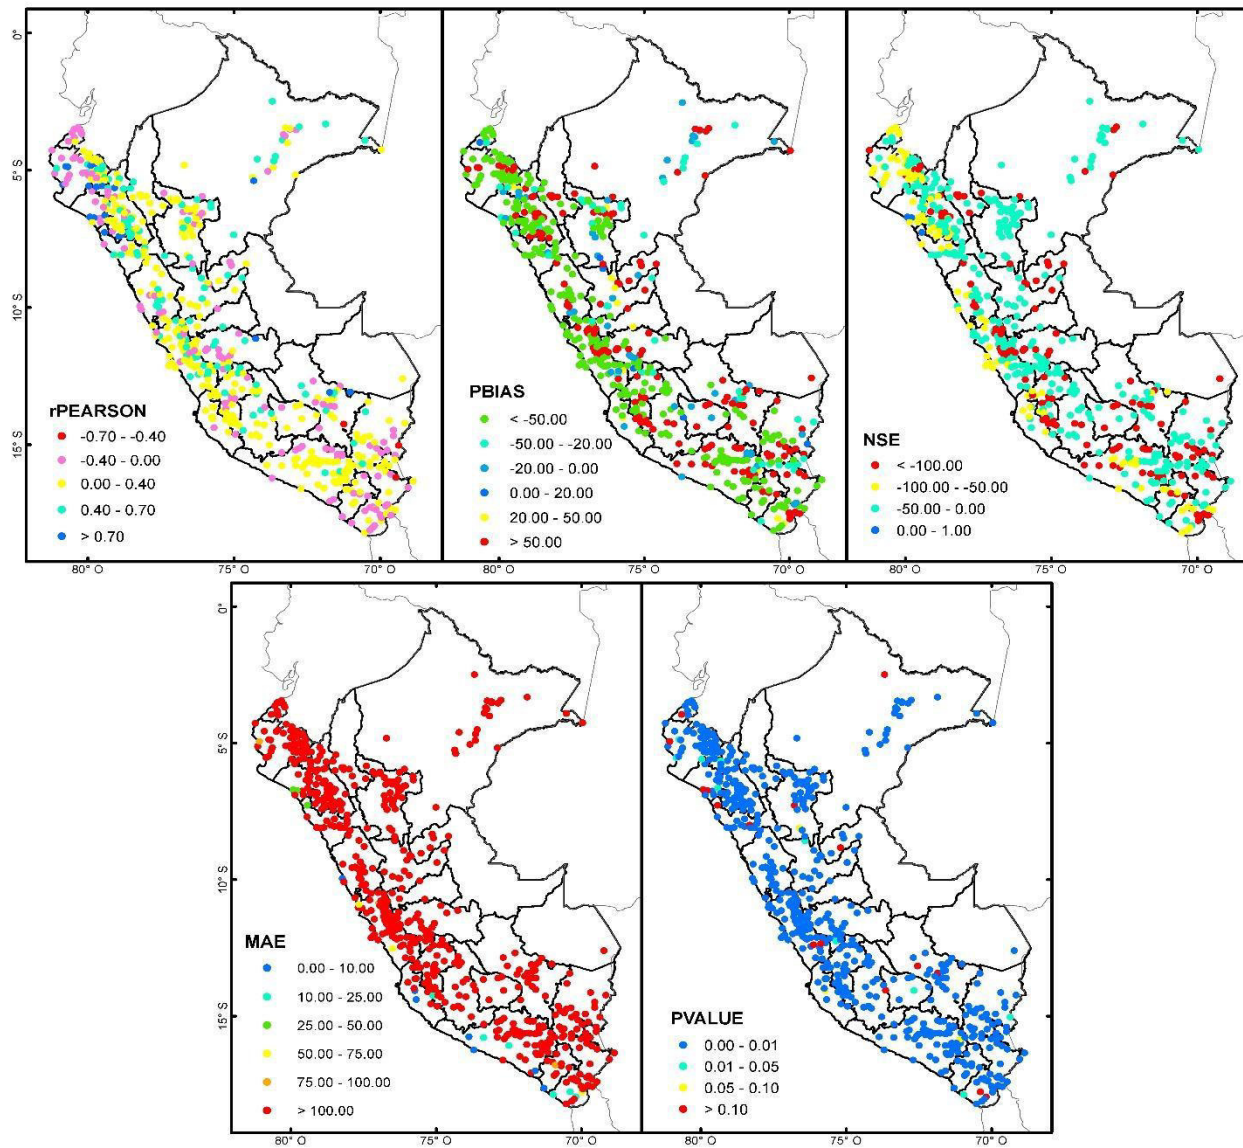 0°
5° S
10° S
15° S
rPEARSON
-0.70 - -0.40
-0.40 - 0.00
0.00 - 0.40
0.40 - 0.70
> 0.70
80° O
75° O
70° O
PBIAS
< -50.00
-50.00 - -20.00
-20.00 - 0.00
0.00 - 20.00
20.00 - 50.00
> 50.00
80° O
75° O
70° O
NSE
< -100.00
-100.00 - -50.00
-50.00 - 0.00
0.00 - 1.00
80° O
75° O
70° O
0°
5° S
10° S
15° S
MAE
0.00 - 10.00
10.00 - 25.00
25.00 - 50.00
50.00 - 75.00
75.00 - 100.00
> 100.00
80° O
75° O
70° O
PVALUE
0.00 - 0.01
0.01 - 0.05
0.05 - 0.10
> 0.10
80° O
75° O
70° O